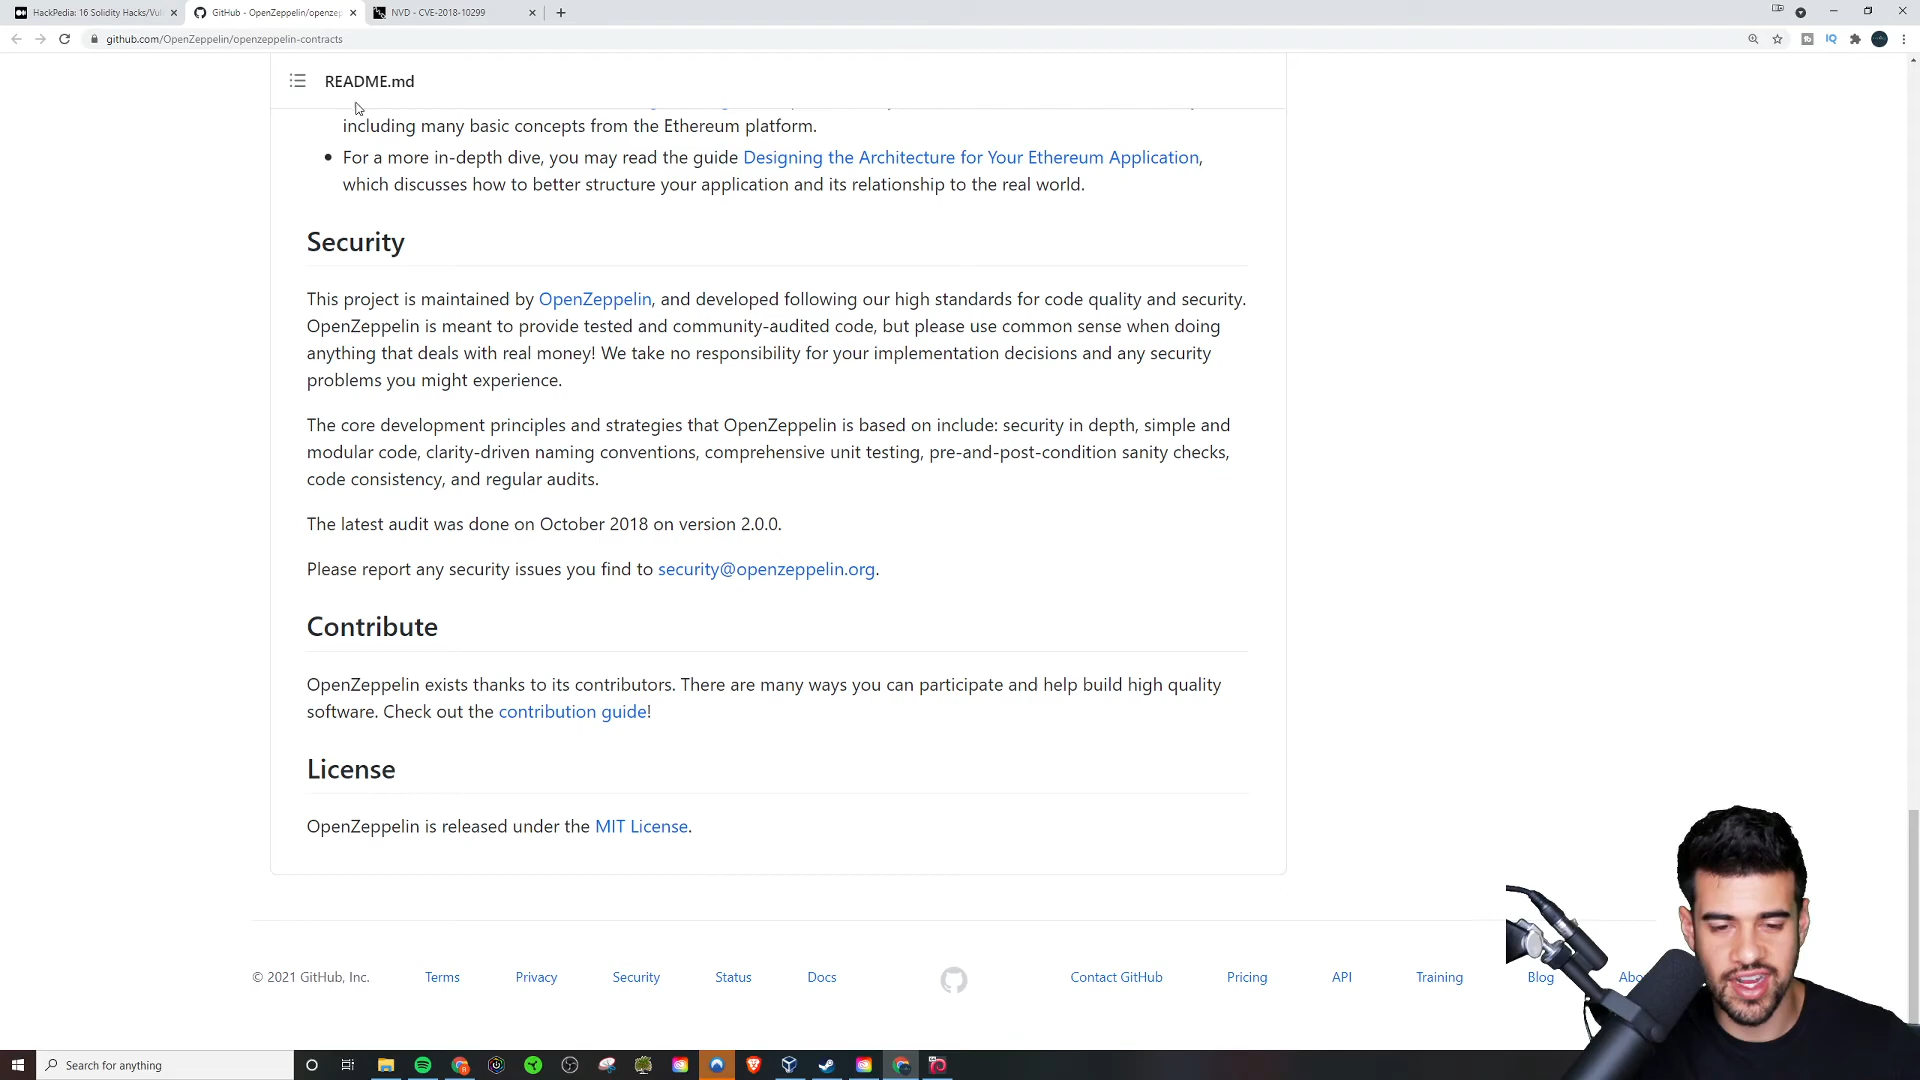 HackPedia: 16 Solidity Hacks/Vul
GitHub - OpenZeppelin/openzep
NVD - CVE-2018-10299
github.com/OpenZeppelin/openzeppelin-contracts
IQ
README.md
including many basic concepts from the Ethereum platform.
For a more in-depth dive, you may read the guide Designing the Architecture for Your Ethereum Application,
which discusses how to better structure your application and its relationship to the real world.
Security
This project is maintained by OpenZeppelin, and developed following our high standards for code quality and security.
OpenZeppelin is meant to provide tested and community-audited code, but please use common sense when doing
anything that deals with real money! We take no responsibility for your implementation decisions and any security
problems you might experience.
The core development principles and strategies that OpenZeppelin is based on include: security in depth, simple and
modular code, clarity-driven naming conventions, comprehensive unit testing, pre-and-post-condition sanity checks,
code consistency, and regular audits.
The latest audit was done on October 2018 on version 2.0.0.
Please report any security issues you find to security@openzeppelin.org.
Contribute
OpenZeppelin exists thanks to its contributors. There are many ways you can participate and help build high quality
software. Check out the contribution guide!
License
OpenZeppelin is released under the MIT License.
© 2021 GitHub, Inc. Terms Privacy Security Status Docs Contact GitHub Pricing API Training Blog Abo
Search for anything